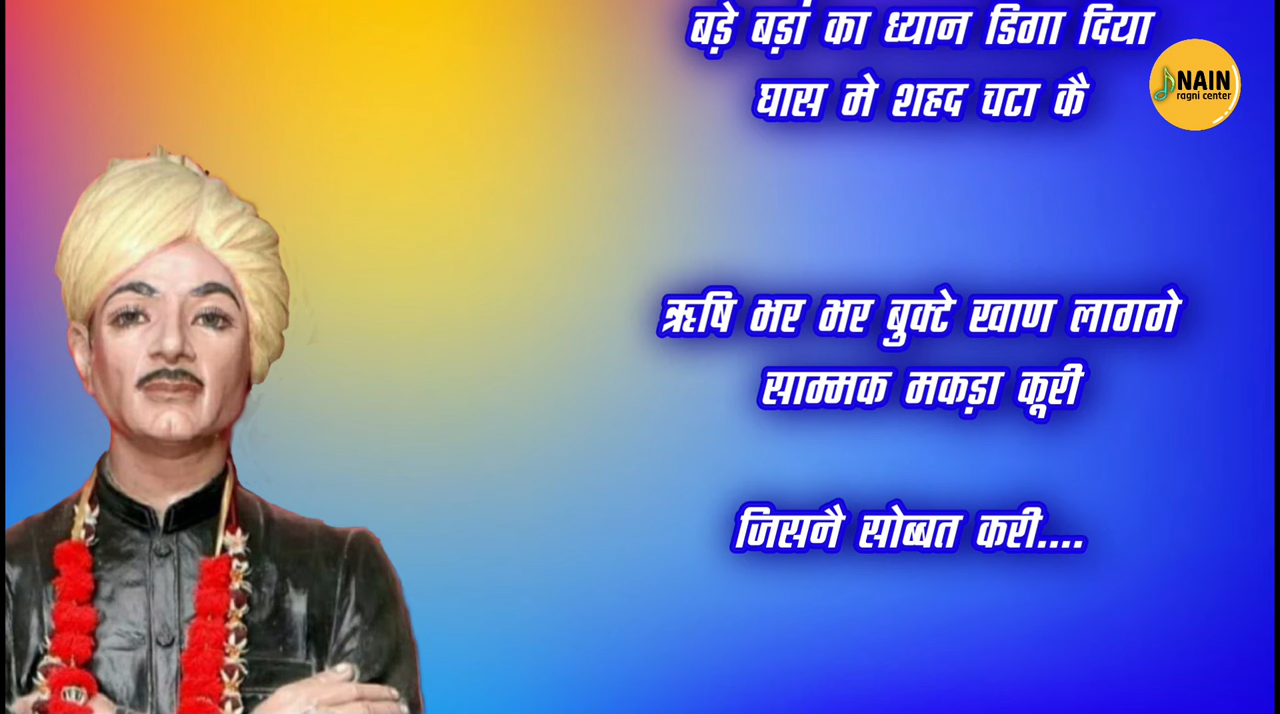 बड़े बड़ां का ध्यान डिगा दिया
NAIN
ragni center
घास मे शहद चटा कै
ऋषि भर भर बुक्टे खाण लागगे
साम्मक मकड़ा कूरी
जिसनै सोब्बत करी....